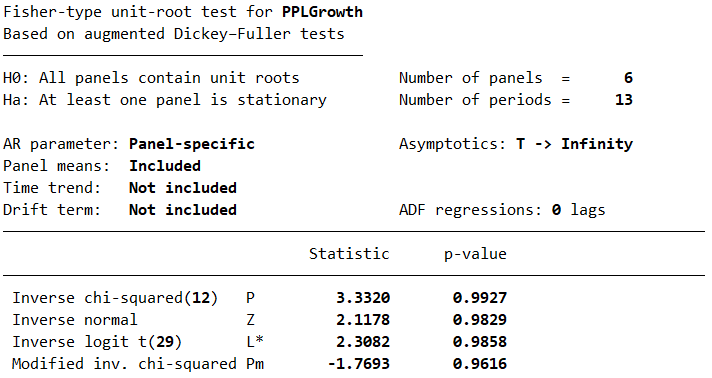 Fisher-type unit-root test for PPLGrowth
Based on augmented Dickey–Fuller tests
H0: All panels contain unit roots Number of panels = 6
Ha: At least one panel is stationary Number of periods = 13
AR parameter: Panel-specific Asymptotics: T -> Infinity
Panel means: Included
Time trend: Not included
Drift term: Not included ADF regressions: 0 lags
Statistic p-value
Inverse chi-squared(12) P 3.3320 0.9927
Inverse normal Z 2.1178 0.9829
Inverse logit t(29) L* 2.3082 0.9858
Modified inv. chi-squared Pm -1.7693 0.9616